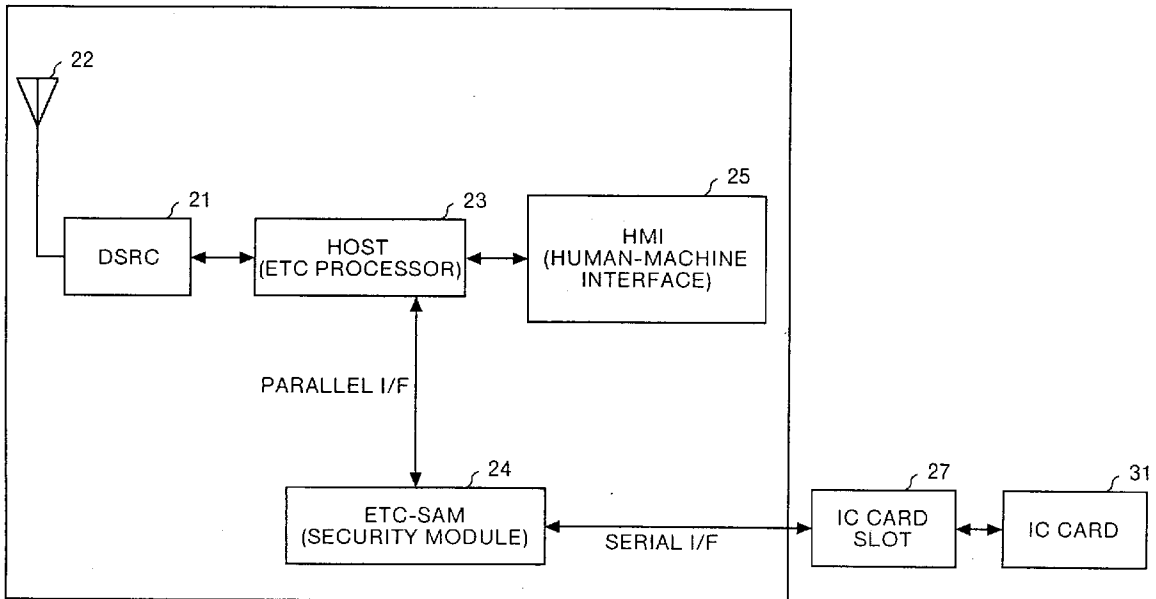 22
21
DSRC
23
HOST
(ETC PROCESSOR)
25
HMI
(HUMAN-MACHINE
INTERFACE)
PARALLEL I/F
24
ETC-SAM
(SECURITY MODULE)
SERIAL I/F
27
IC CARD
SLOT
31
IC CARD